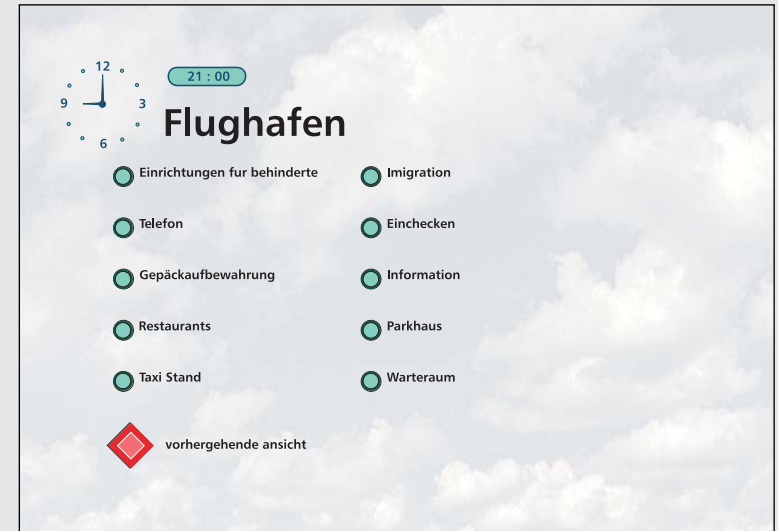 12
9 3
6
21 : 00
Flughafen
Einrichtungen fur behinderte
Imigration
Telefon
Einchecken
Gepäckaufbewahrung
Information
Restaurants
Parkhaus
Taxi Stand
Warteraum
vorhergehende ansicht